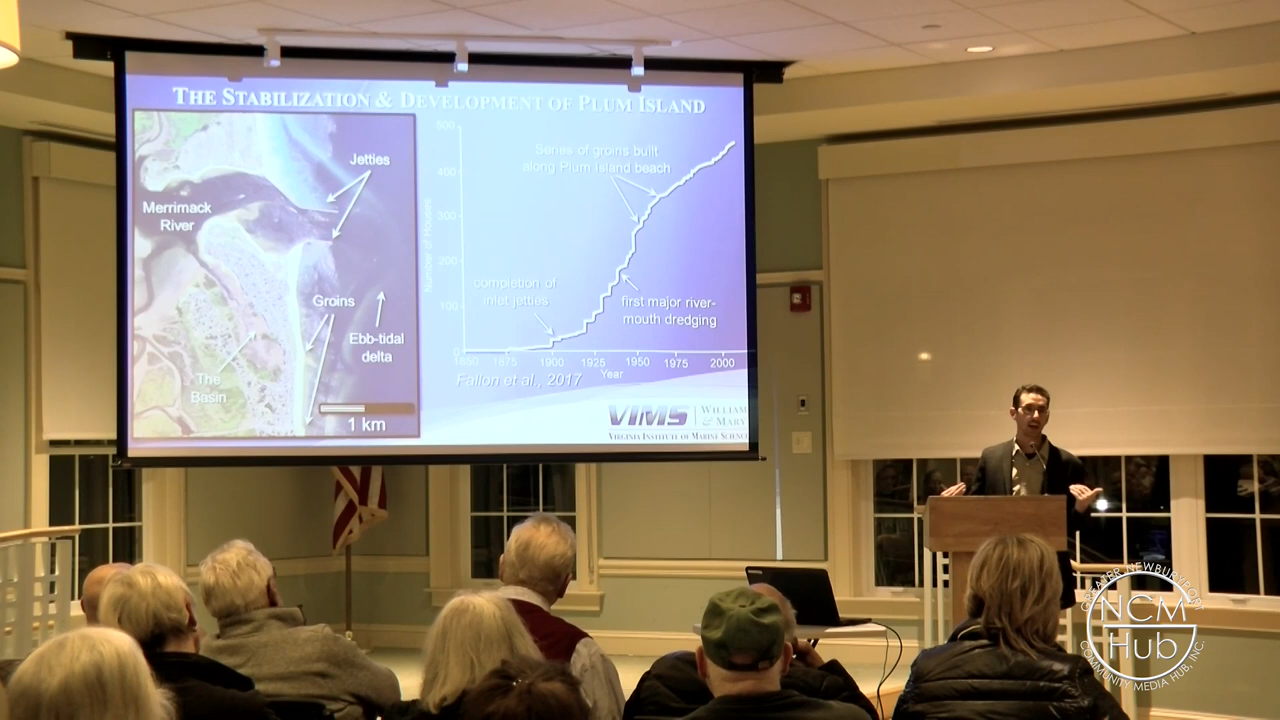 THE STABILIZATION & DEVELOPMENT OF PLUM ISLAND
Jetties
Merrimack
River
Groins
Ebb-tidal
delta
The
Basin
1 km
500
400
300
200
100
0
Number of Houses
Series of groins built
along Plum Island beach
completion of
inlet jetties
first major river-
mouth dredging
1850 1875 1900 1925 1950 1975 2000
Year
Fallon et al., 2017
VIMS
WILLIAM
& MARY
VIRGINIA INSTITUTE OF MARINE SCIENCE
GREATER NEWBURYPORT
NCM
Hub
COMMUNITY MEDIA HUB, INC.